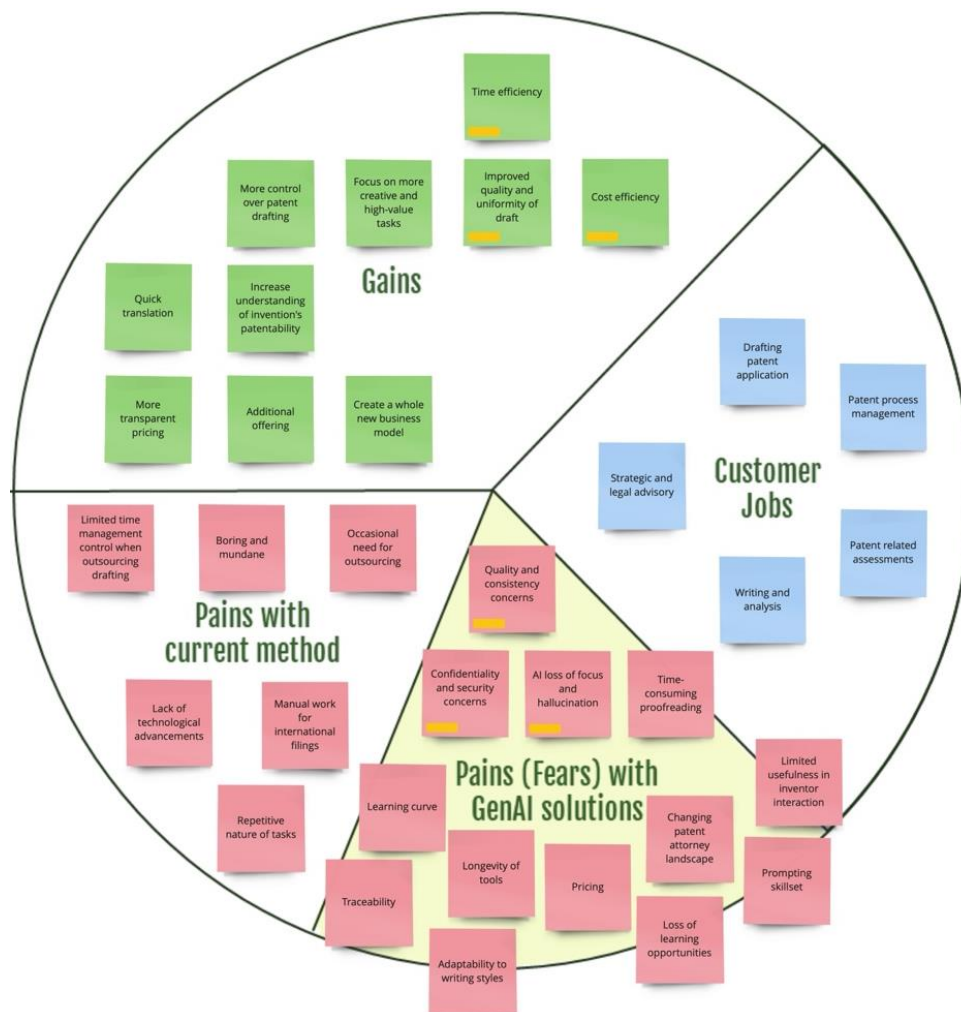 Time efficiency
More control
over patent
drafting
Focus on more
creative and
high-value
tasks
Improved
quality and
uniformity of
draft
Cost efficiency
Gains
Quick
translation
Increase
understanding
of invention's
patentability
More
transparent
pricing
Additional
offering
Create a whole
new business
model
Drafting
patent
application
Patent process
management
Strategic and
legal advisory
Customer
Jobs
Patent related
assessments
Writing and
analysis
Limited time
management
control when
outsourcing
drafting
Boring and
mundane
Occasional
need for
outsourcing
Pains with
current method
Lack of
technological
advancements
Manual work
for
international
filings
Repetitive
nature of tasks
Quality and
consistency
concerns
Confidentiality
and security
concerns
AI loss of focus
and
hallucination
Time-
consuming
proofreading
Pains (Fears) with
GenAI solutions
Limited
usefulness in
inventor
interaction
Learning curve
Changing
patent
attorney
landscape
Longevity of
tools
Pricing
Prompting
skillset
Traceability
Loss of
learning
opportunities
Adaptability to
writing styles